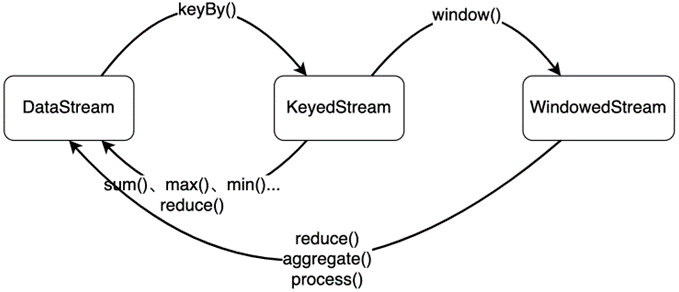 keyBy()
window()
DataStream
KeyedStream
WindowedStream
sum()、max()、min()...
reduce()
reduce()
aggregate()
process()